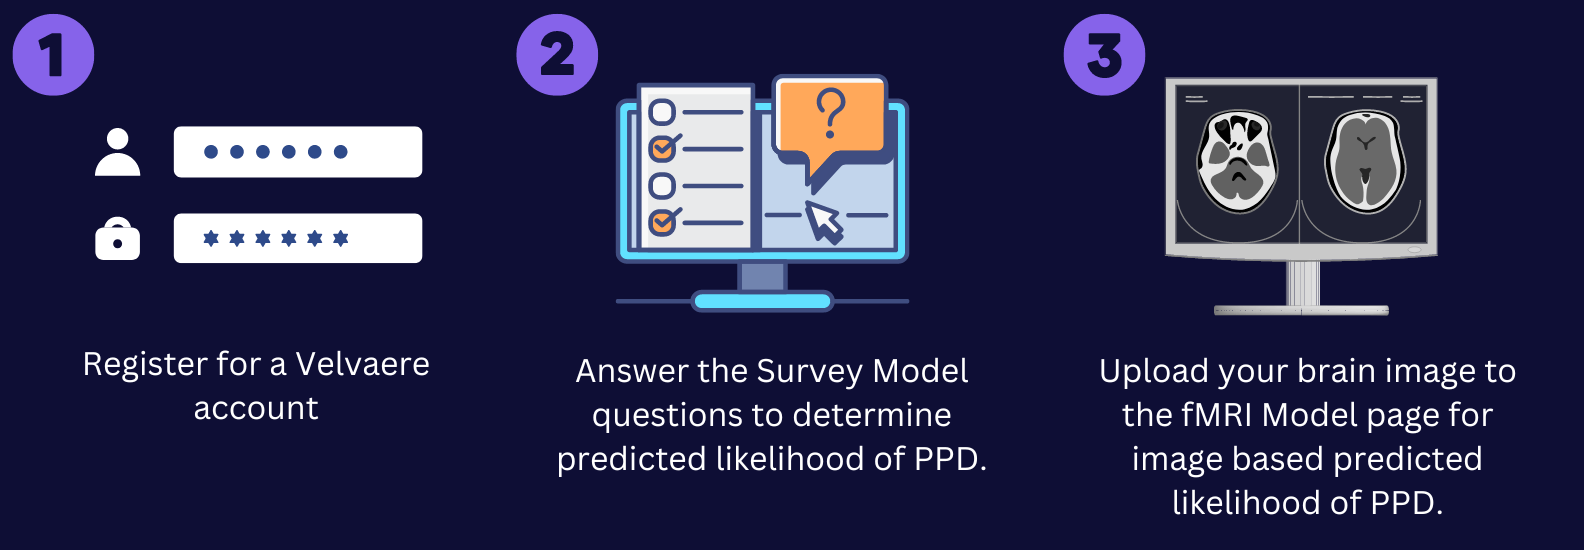 1
Register for a Velvaere
account
2
?
Answer the Survey Model
questions to determine
predicted likelihood of PPD.
3
Upload your brain image to
the fMRI Model page for
image based predicted
likelihood of PPD.